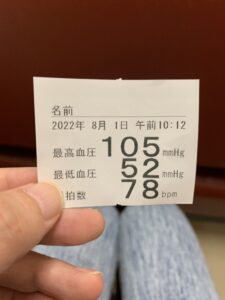 名前
2022年 8月 1日 午前10:12
最高血圧 105 mmHg
最低血圧 52 mmHg
拍数 78 bpm